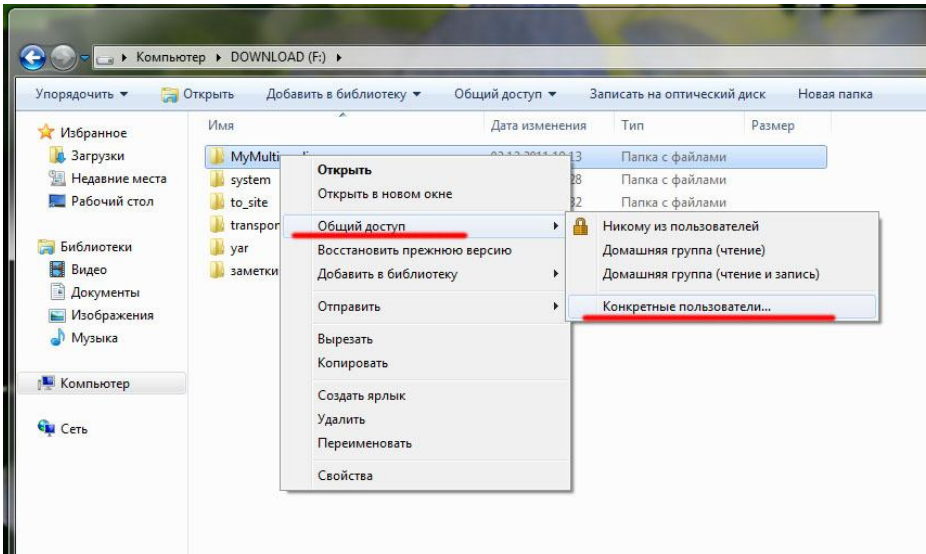 Компьютер ▸ DOWNLOAD (F:) ▸
Упорядочить Открыть Добавить в библиотеку Общий доступ Записать на оптический диск Новая папка
Имя Дата изменения Тип Размер
Избранное
Загрузки
Недавние места
Рабочий стол
Библиотеки
Видео
Документы
Изображения
Музыка
Компьютер
Сеть
Папка с файлами
system Папка с файлами
to_site Папка с файлами
yar
заметки
Открыть
Открыть в новом окне
Общий доступ
Восстановить прежнюю версию
Добавить в библиотеку
Отправить
Вырезать
Копировать
Создать ярлык
Удалить
Переименовать
Свойства
Никому из пользователей
Домашняя группа (чтение)
Домашняя группа (чтение и запись)
Конкретные пользователи...